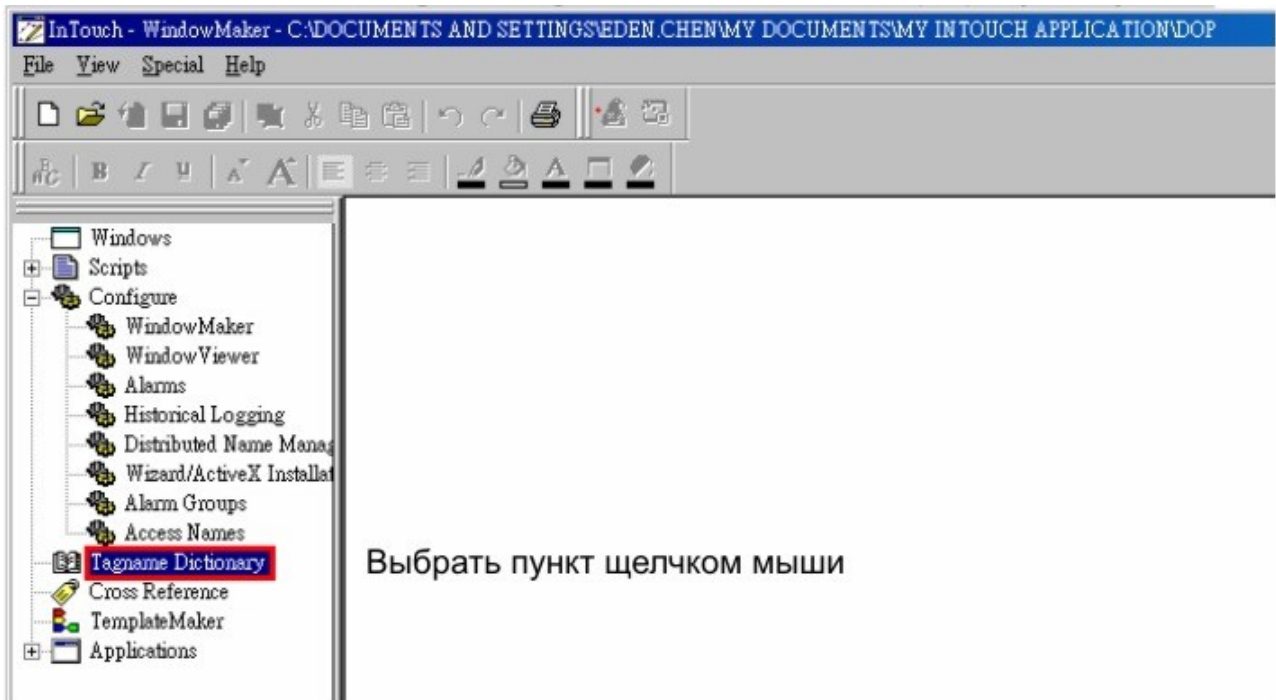 InTouch - WindowMaker - C:\DOCUMENTS AND SETTINGS\EDEN.CHEN\MY DOCUMENTS\MY INTOUCH APPLICATION\DOP
File View Special Help
ABC B I U A A A
Windows
Scripts
Configure
WindowMaker
WindowViewer
Alarms
Historical Logging
Distributed Name Manag
Wizard/ActiveX Installat
Alarm Groups
Access Names
Tagname Dictionary
Выбрать пункт щелчком мыши
Cross Reference
TemplateMaker
Applications